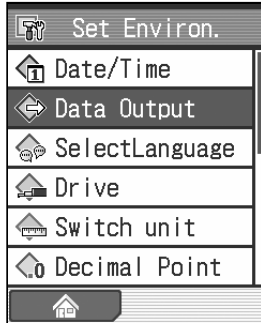 Set Environ.
Date/Time
Data Output
SelectLanguage
Drive
Switch unit
Decimal Point